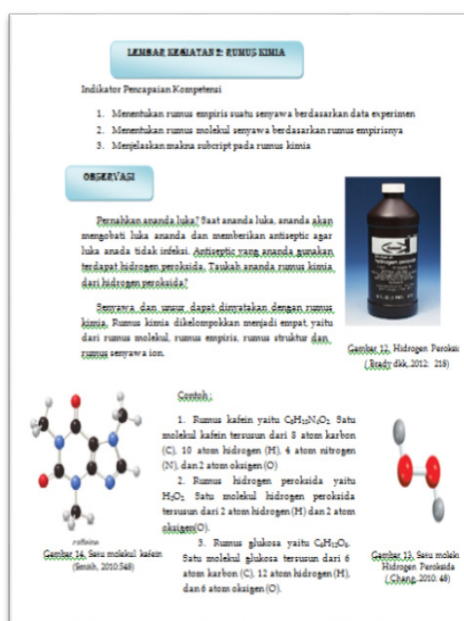 LEMBAR KEGIATAN 2: RUMUS KIMIA
Indikator Pencapaian Kompetensi
1. Menentukan rumus empiris suatu senyawa berdasarkan data experimen
2. Menentukan rumus molekul senyawa berdasarkan rumus empirisnya
3. Menjelaskan makna subcript pada rumus kimia
OBSERVASI
Pernahkan ananda luka? Saat ananda luka, ananda akan
mengobati luka ananda dan memberikan antiseptic agar
luka anada tidak infeksi. Antiseptic yang ananda gunakan
terdapat hidrogen peroksida. Taukah ananda rumus kimia
dari hidrogen peroksida?
Senyawa dan unsur dapat dinyatakan dengan rumus
kimia. Rumus kimia dikelompokkan menjadi empat, yaitu
dari rumus molekul, rumus empiris, rumus struktur dan
rumus senyawa ion.
hydrogen peroxide
Gambar 12. Hidrogen Peroksi
(Brady dkk, 2012: 218)
Contoh :
1. Rumus kafein yaitu C₈H₁₀N₄O₂. Satu
molekul kafein tersusun dari 8 atom karbon
(C), 10 atom hidrogen (H), 4 atom nitrogen
(N), dan 2 atom oksigen (O)
2. Rumus hidrogen peroksida yaitu
H₂O₂. Satu molekul hidrogen peroksida
tersusun dari 2 atom hidrogen (H) dan 2 atom
oksigen(O).
3. Rumus glukosa yaitu C₆H₁₂O₆.
Satu molekul glukosa tersusun dari 6
atom karbon (C), 12 atom hidrogen (H),
dan 6 atom oksigen (O).
caffeine
Gambar 14. Satu molekul kafein
(Smith, 2010:548)
Gambar 13. Satu molek
Hidrogen Peroksida
(Chang, 2010: 48)